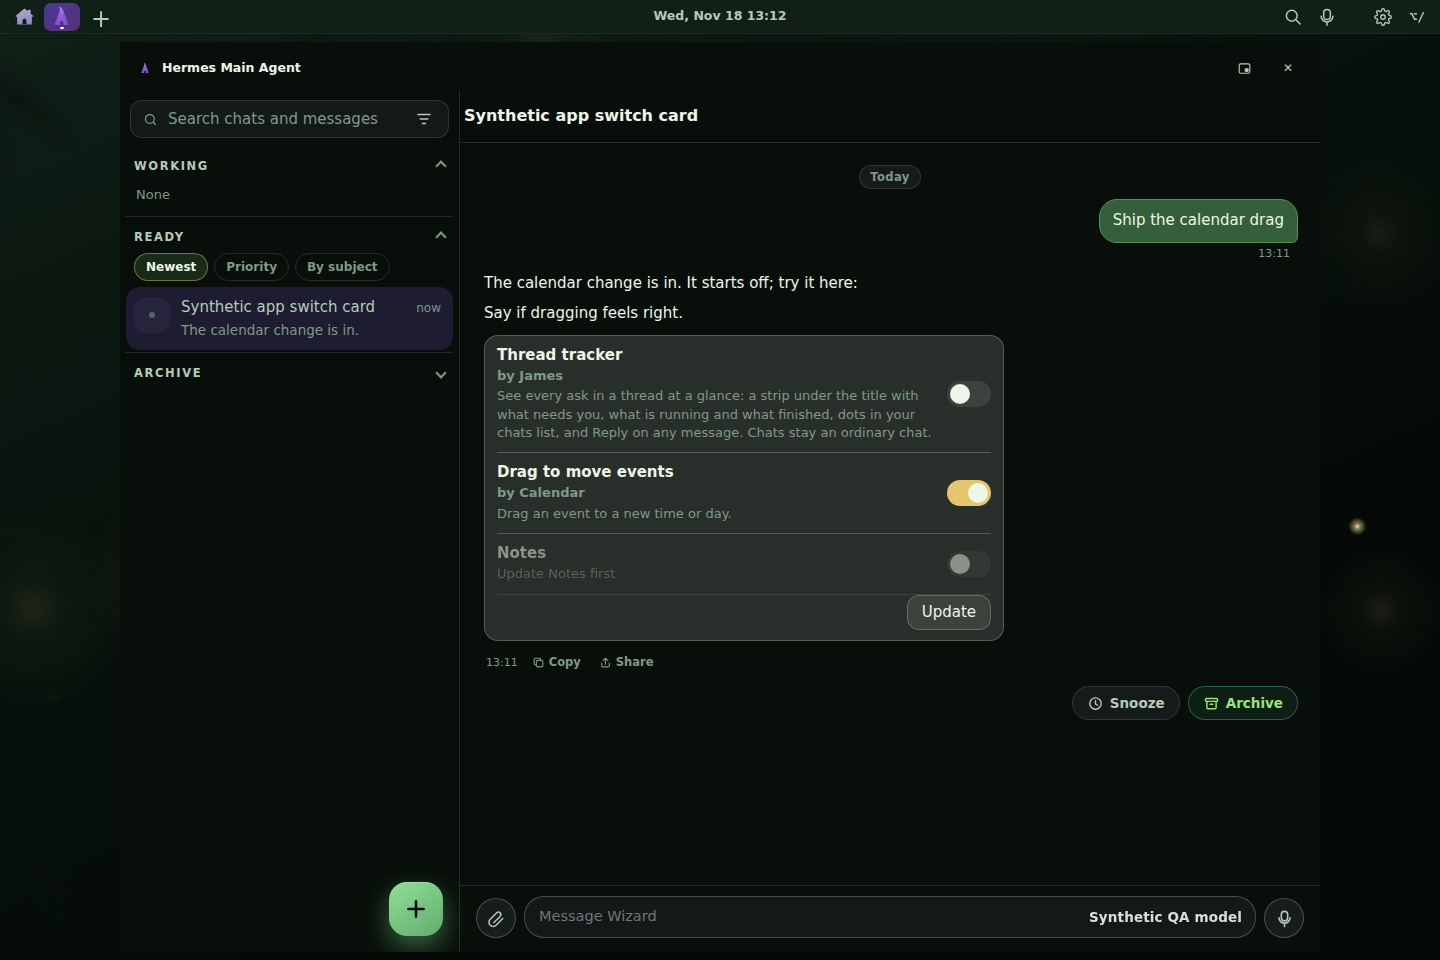 Wed, Nov 18 13:12
Hermes Main Agent
Search chats and messages
WORKING
None
READY
Newest
Priority
By subject
Synthetic app switch card
now
The calendar change is in.
ARCHIVE
Synthetic app switch card
Today
Ship the calendar drag
13:11
The calendar change is in. It starts off; try it here:
Say if dragging feels right.
Thread tracker
by James
See every ask in a thread at a glance: a strip under the title with
what needs you, what is running and what finished, dots in your
chats list, and Reply on any message. Chats stay an ordinary chat.
Drag to move events
by Calendar
Drag an event to a new time or day.
Notes
Update Notes first
Update
13:11
Copy
Share
Snooze
Archive
Message Wizard
Synthetic QA model